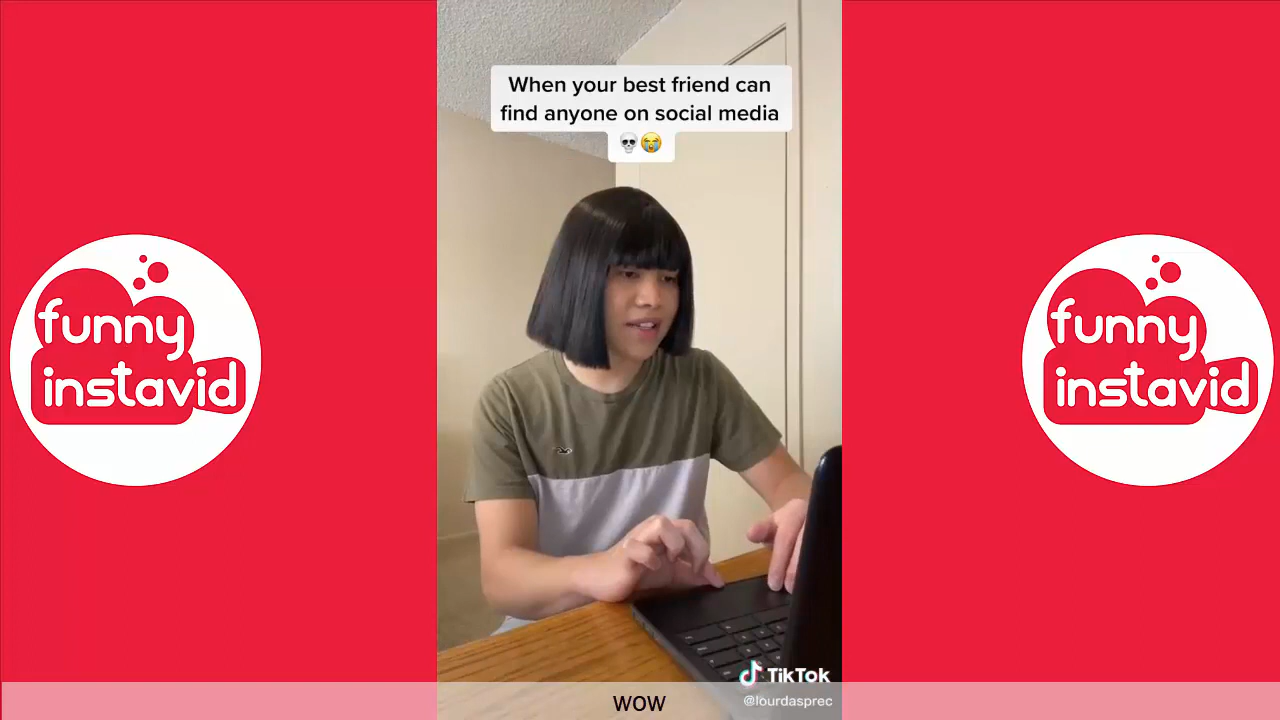 When your best friend can
find anyone on social media
💀😭
funny
instavid
funny
instavid
TikTok
@lourdasprec
wow